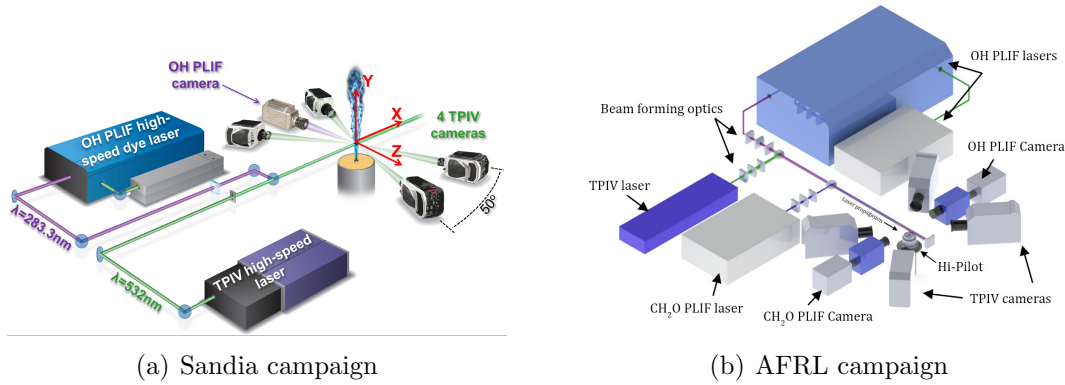 OH PLIF
camera
Y
X
Z
4 TPIV
cameras
OH PLIF high-
speed dye laser
50°
λ=283.3nm
λ=532nm
TPIV high-speed
laser
(a) Sandia campaign
OH PLIF lasers
Beam forming optics
OH PLIF Camera
TPIV laser
Laser propagation
Hi-Pilot
TPIV cameras
CH₂O PLIF laser
CH₂O PLIF Camera
(b) AFRL campaign